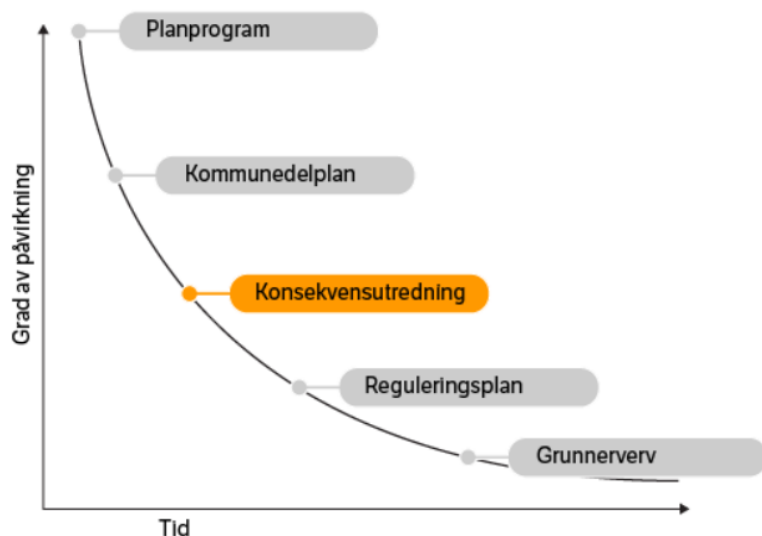 Planprogram
Kommunedelplan
Konsekvensutredning
Reguleringsplan
Grunnerverv
Grad av påvirkning
Tid